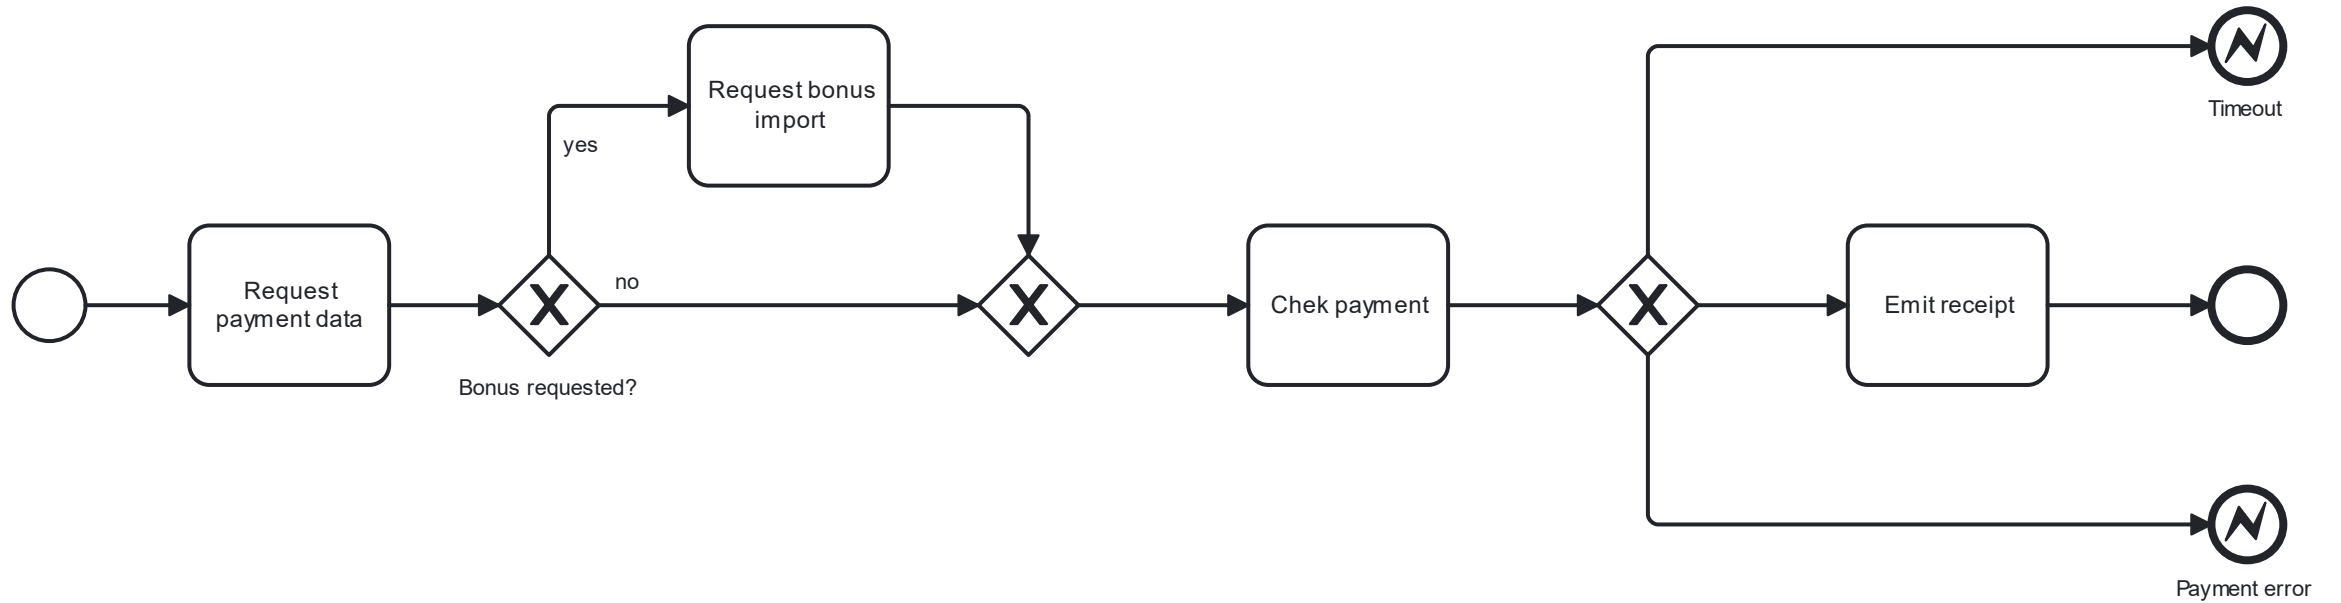 Request bonus
import
Timeout
yes
Request
payment data
no
Chek payment
Emit receipt
Bonus requested?
Payment error